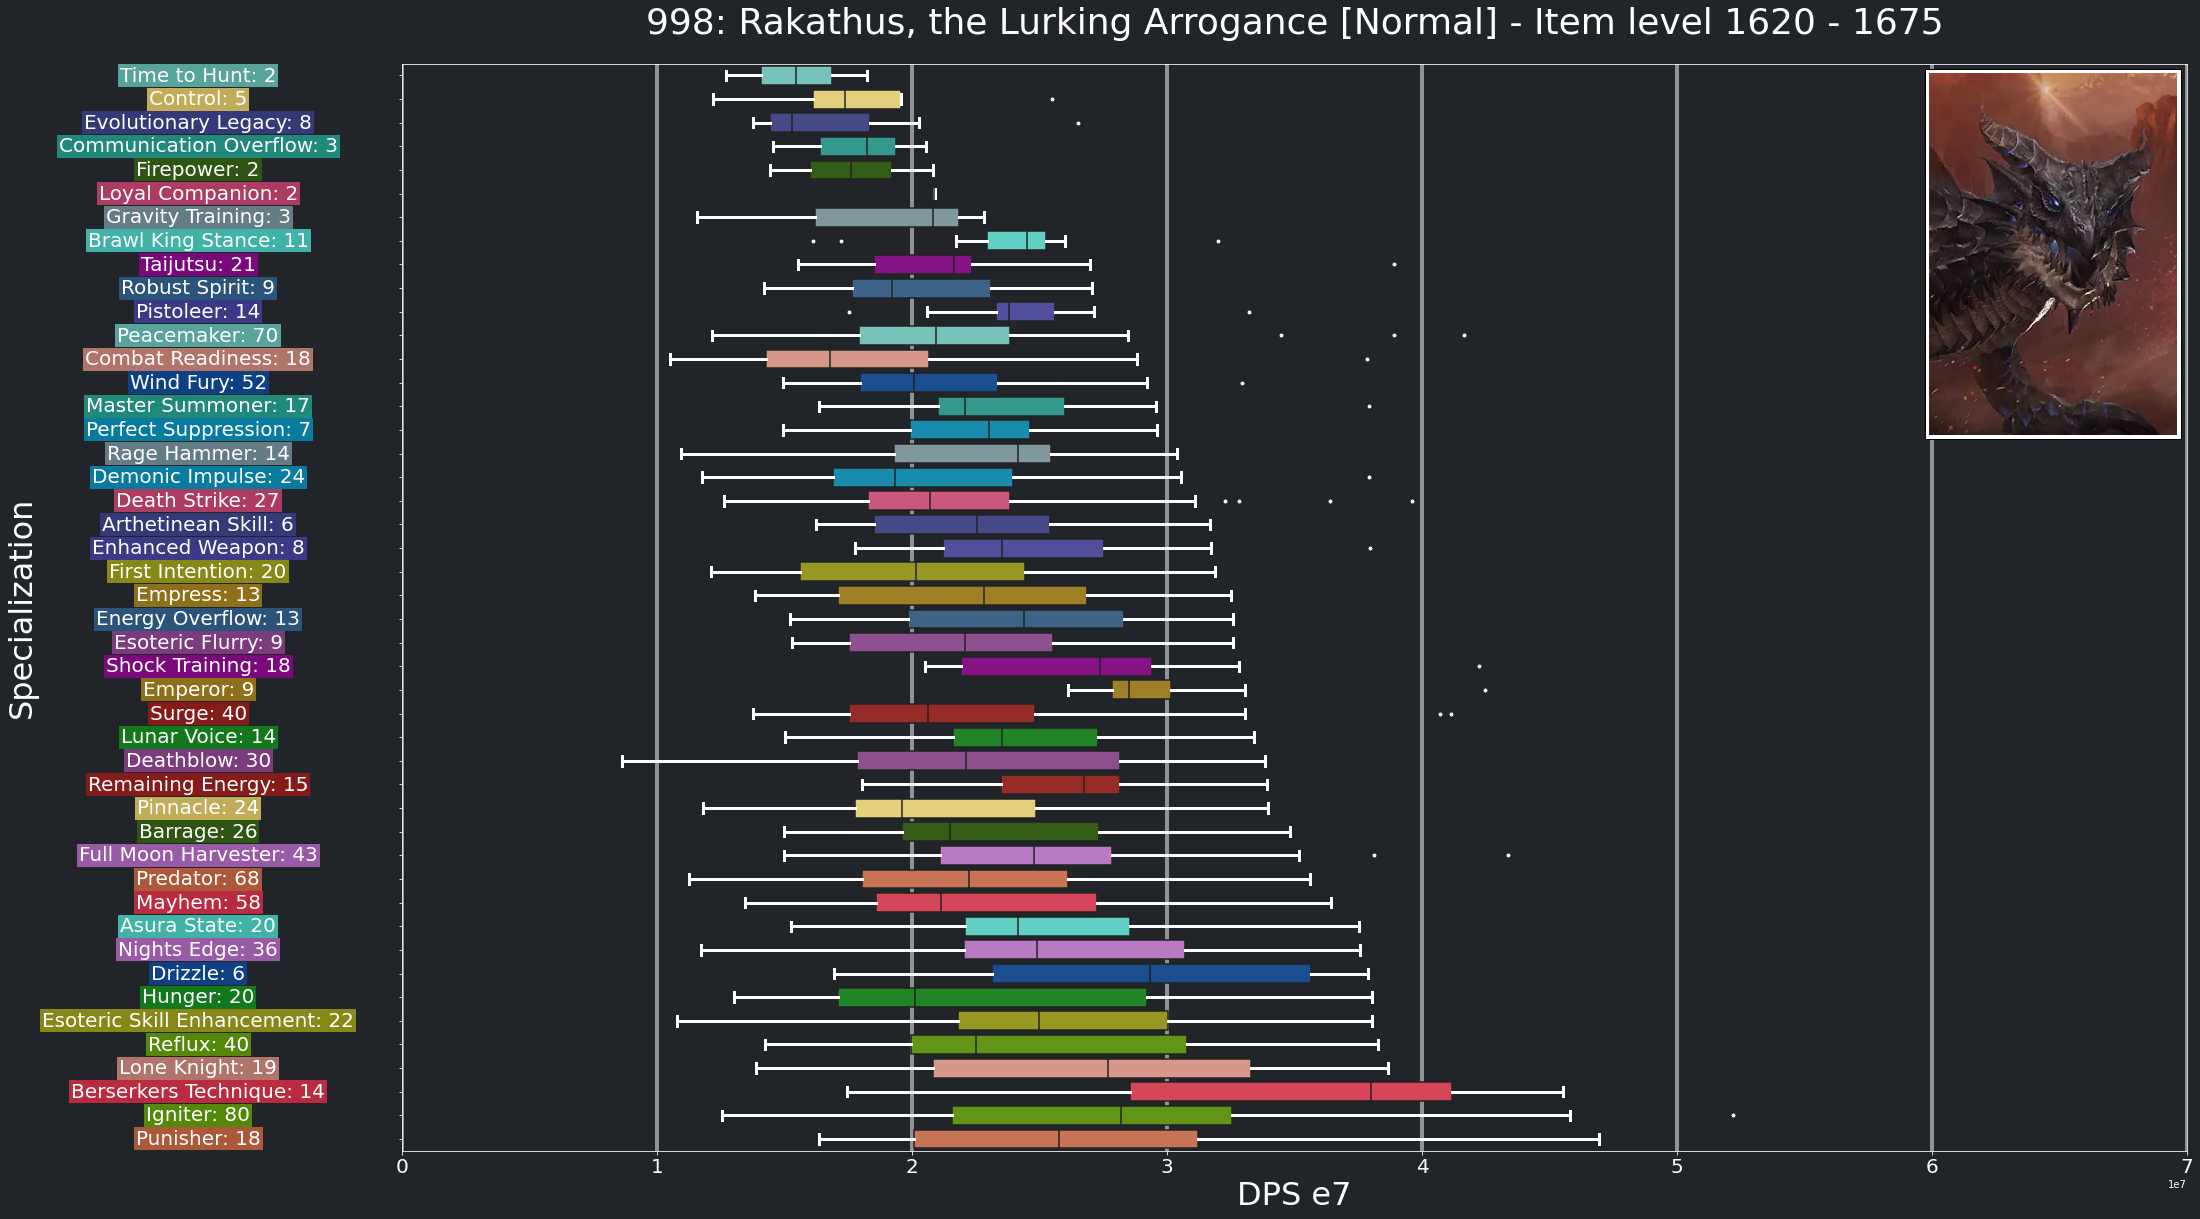 998: Rakathus, the Lurking Arrogance [Normal] - Item level 1620 - 1675
Time to Hunt: 2
Control: 5
Evolutionary Legacy: 8
Communication Overflow: 3
Firepower: 2
Loyal Companion: 2
Gravity Training: 3
Brawl King Stance: 11
Taijutsu: 21
Robust Spirit: 9
Pistoleer: 14
Peacemaker: 70
Combat Readiness: 18
Wind Fury: 52
Master Summoner: 17
Perfect Suppression: 7
Rage Hammer: 14
Demonic Impulse: 24
Death Strike: 27
Arthetinean Skill: 6
Enhanced Weapon: 8
First Intention: 20
Empress: 13
Energy Overflow: 13
Esoteric Flurry: 9
Shock Training: 18
Emperor: 9
Surge: 40
Lunar Voice: 14
Deathblow: 30
Remaining Energy: 15
Pinnacle: 24
Barrage: 26
Full Moon Harvester: 43
Predator: 68
Mayhem: 58
Asura State: 20
Nights Edge: 36
Drizzle: 6
Hunger: 20
Esoteric Skill Enhancement: 22
Reflux: 40
Lone Knight: 19
Berserkers Technique: 14
Igniter: 80
Punisher: 18
Specialization
0 1 2 3 4 5 6 7
DPS e7
1e7